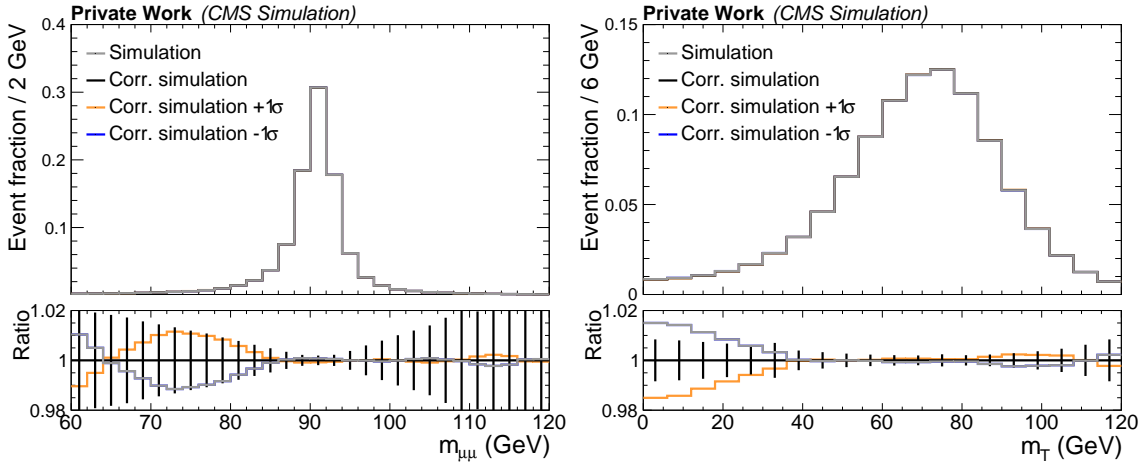 Private Work (CMS Simulation)
Event fraction / 2 GeV
0.4
0.3
0.2
0.1
Simulation
Corr. simulation
Corr. simulation +1σ
Corr. simulation -1σ
Ratio
1.02
1
0.98
60 70 80 90 100 110 120
mμμ (GeV)
Private Work (CMS Simulation)
Event fraction / 6 GeV
0.15
0.1
0.05
0
Simulation
Corr. simulation
Corr. simulation +1σ
Corr. simulation -1σ
Ratio
1.02
1
0.98
0 20 40 60 80 100 120
mT (GeV)